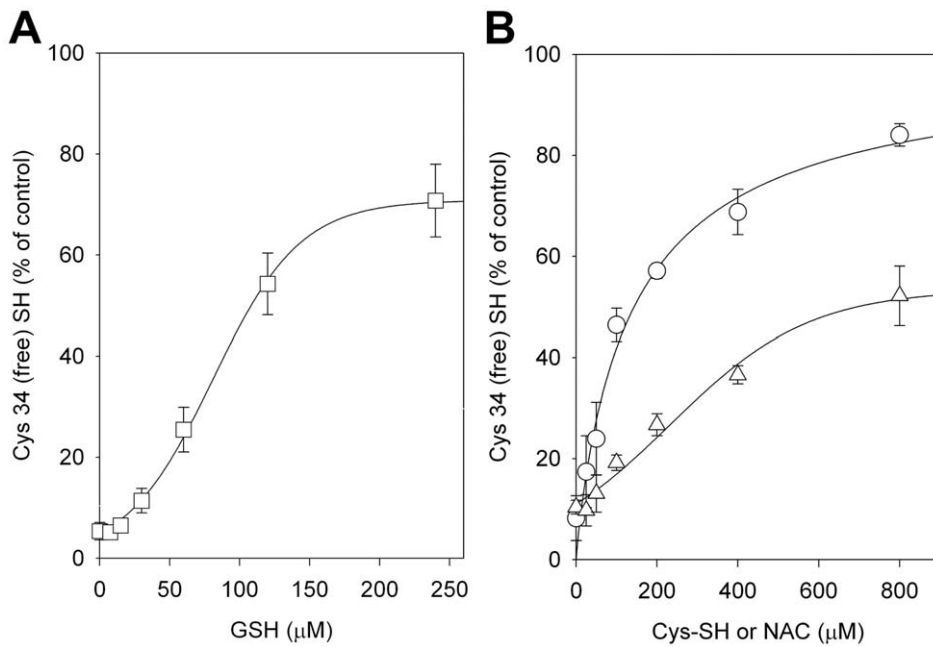 A
B
Cys 34 (free) SH (% of control)
100
80
60
40
20
0
0 50 100 150 200 250
GSH (μM)
Cys 34 (free) SH (% of control)
100
80
60
40
20
0
0 200 400 600 800
Cys-SH or NAC (μM)